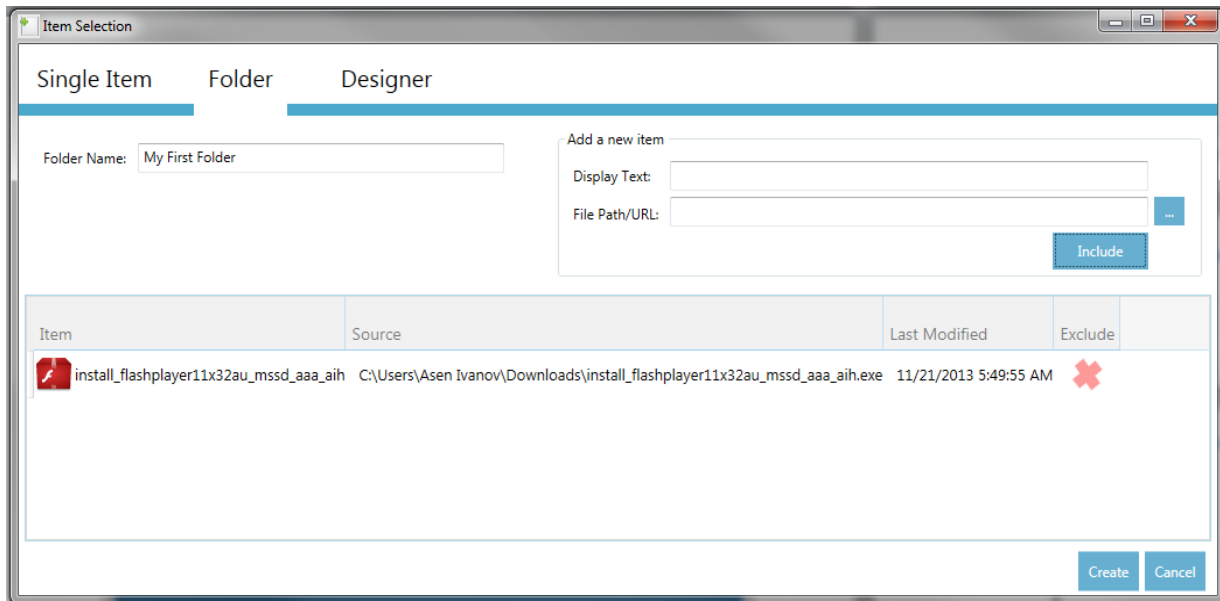 Item Selection
Single Item Folder Designer
Folder Name: My First Folder
Add a new item
Display Text:
File Path/URL: ...
Include
Item Source Last Modified Exclude
install_flashplayer11x32au_mssd_aaa_aih C:\Users\Asen Ivanov\Downloads\install_flashplayer11x32au_mssd_aaa_aih.exe 11/21/2013 5:49:55 AM
Create Cancel